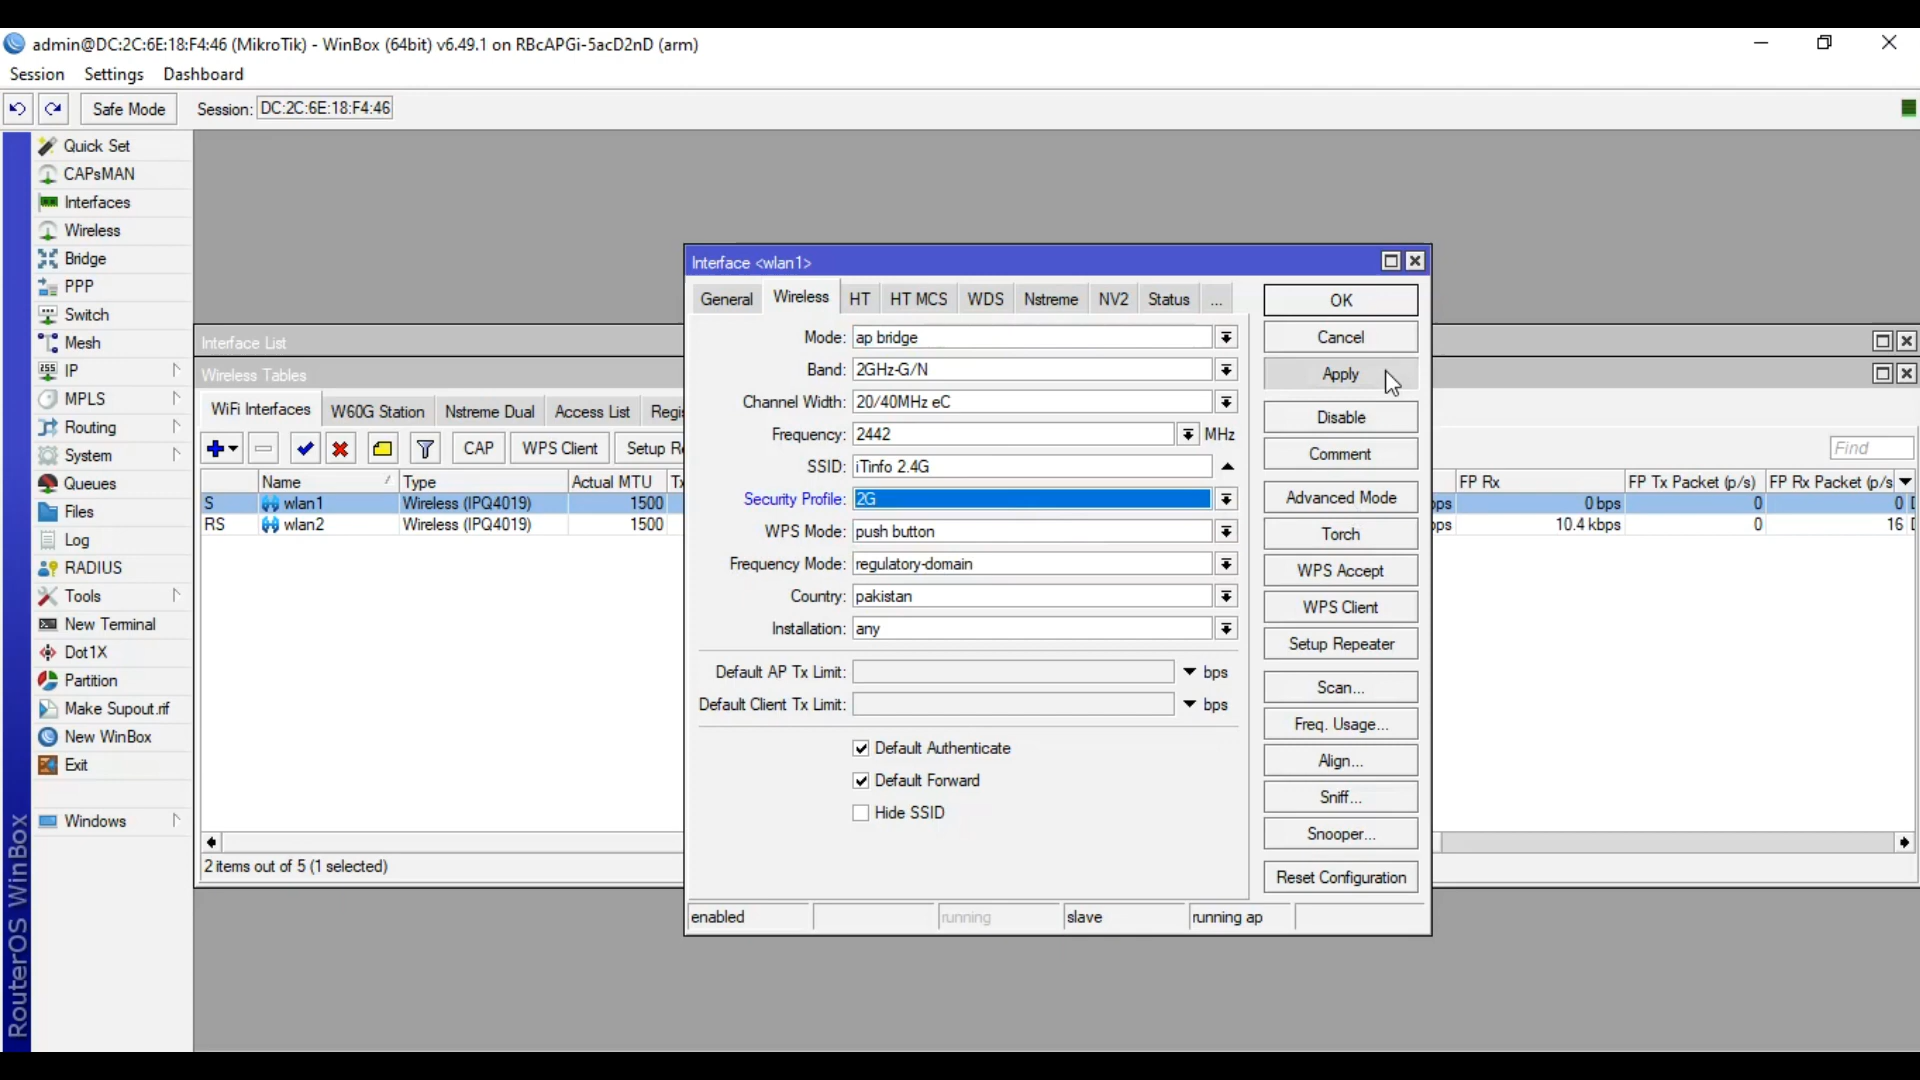 admin@DC:2C:6E:18:F4:46 (MikroTik) - WinBox (64bit) v6.49.1 on RBcAPGi-5acD2nD (arm)
Session Settings Dashboard
Safe Mode Session: DC:2C:6E:18:F4:46
Quick Set
CAPsMAN
Interfaces
Wireless
Bridge
PPP
Switch
Mesh
IP
MPLS
Routing
System
Queues
Files
Log
RADIUS
Tools
New Terminal
Dot1X
Partition
Make Supout.rif
New WinBox
Exit
Windows
RouterOS WinBox
Interface List
Wireless Tables
WiFi Interfaces W60G Station Nstreme Dual Access List
CAP WPS Client Setup Find
Name Type Actual MTU FP Rx FP Tx Packet (p/s) FP Rx Packet (p/s
S wlan1 Wireless (IPQ4019) 1500 0 bps 0 0
RS wlan2 Wireless (IPQ4019) 1500 10.4 kbps 0 16
2 items out of 5 (1 selected)
Interface <wlan1>
General Wireless HT HT MCS WDS Nstreme NV2 Status ...
Mode: ap bridge
Band: 2GHz-G/N
Channel Width: 20/40MHz eC
Frequency: 2442 MHz
SSID: iTinfo 2.4G
Security Profile: 2G
WPS Mode: push button
Frequency Mode: regulatory-domain
Country: pakistan
Installation: any
Default AP Tx Limit: bps
Default Client Tx Limit: bps
Default Authenticate
Default Forward
Hide SSID
OK
Cancel
Apply
Disable
Comment
Advanced Mode
Torch
WPS Accept
WPS Client
Setup Repeater
Scan...
Freq. Usage...
Align...
Sniff...
Snooper...
Reset Configuration
enabled running slave running ap